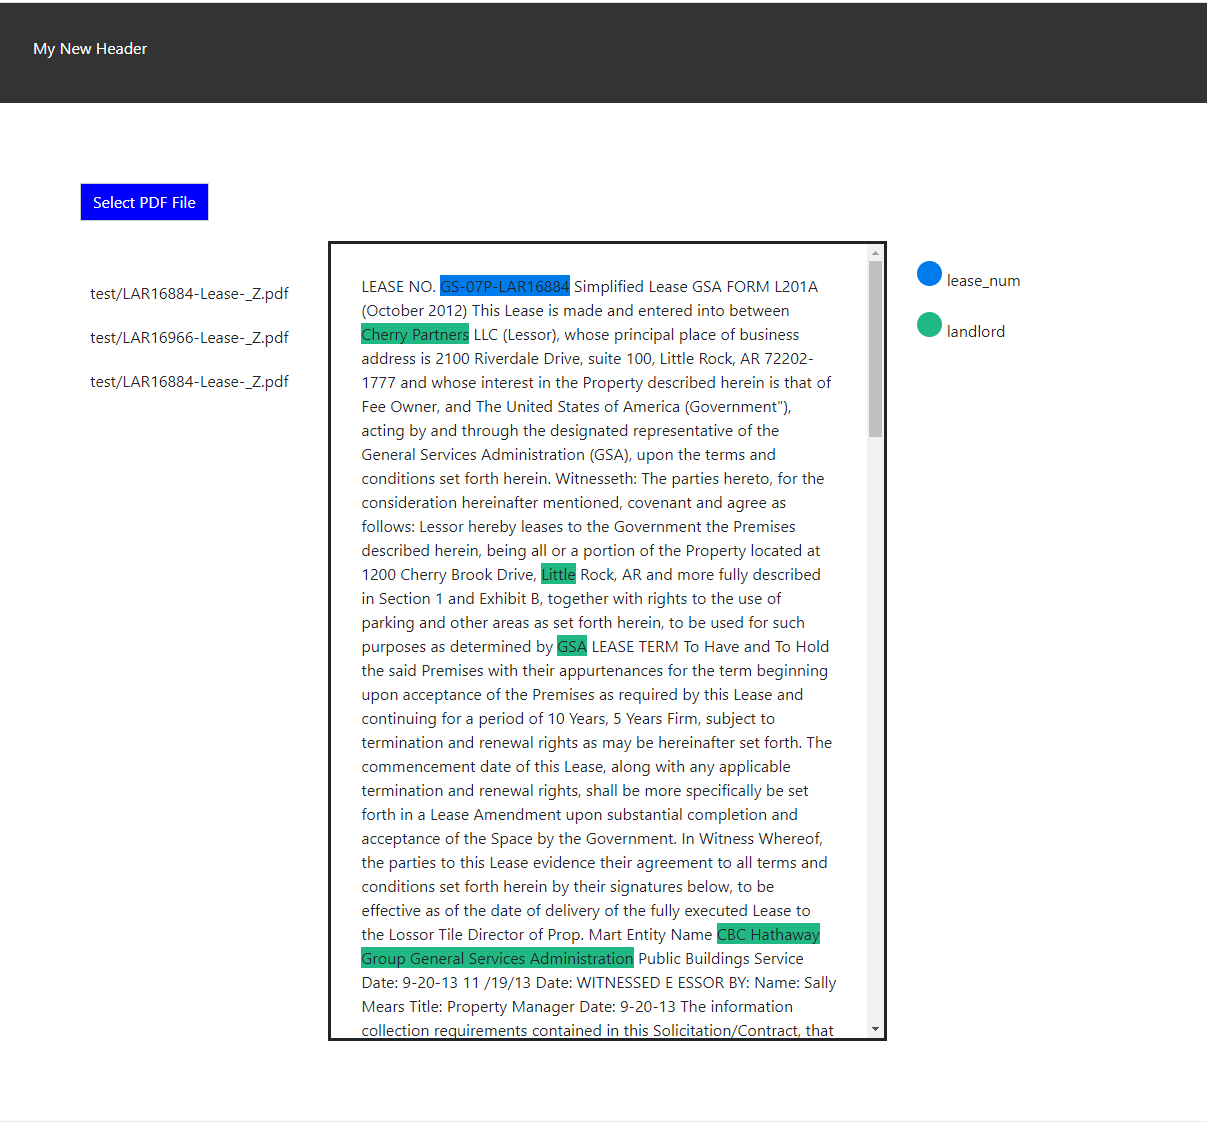 My New Header
Select PDF File
test/LAR16884-Lease-_Z.pdf
test/LAR16966-Lease-_Z.pdf
test/LAR16884-Lease-_Z.pdf
LEASE NO. GS-07P-LAR16884 Simplified Lease GSA FORM L201A
(October 2012) This Lease is made and entered into between
Cherry Partners LLC (Lessor), whose principal place of business
address is 2100 Riverdale Drive, suite 100, Little Rock, AR 72202-
1777 and whose interest in the Property described herein is that of
Fee Owner, and The United States of America (Government"),
acting by and through the designated representative of the
General Services Administration (GSA), upon the terms and
conditions set forth herein. Witnesseth: The parties hereto, for the
consideration hereinafter mentioned, covenant and agree as
follows: Lessor hereby leases to the Government the Premises
described herein, being all or a portion of the Property located at
1200 Cherry Brook Drive, Little Rock, AR and more fully described
in Section 1 and Exhibit B, together with rights to the use of
parking and other areas as set forth herein, to be used for such
purposes as determined by GSA LEASE TERM To Have and To Hold
the said Premises with their appurtenances for the term beginning
upon acceptance of the Premises as required by this Lease and
continuing for a period of 10 Years, 5 Years Firm, subject to
termination and renewal rights as may be hereinafter set forth. The
commencement date of this Lease, along with any applicable
termination and renewal rights, shall be more specifically be set
forth in a Lease Amendment upon substantial completion and
acceptance of the Space by the Government. In Witness Whereof,
the parties to this Lease evidence their agreement to all terms and
conditions set forth herein by their signatures below, to be
effective as of the date of delivery of the fully executed Lease to
the Lossor Tile Director of Prop. Mart Entity Name CBC Hathaway
Group General Services Administration Public Buildings Service
Date: 9-20-13 11 /19/13 Date: WITNESSED E ESSOR BY: Name: Sally
Mears Title: Property Manager Date: 9-20-13 The information
collection requirements contained in this Solicitation/Contract, that
lease_num
landlord